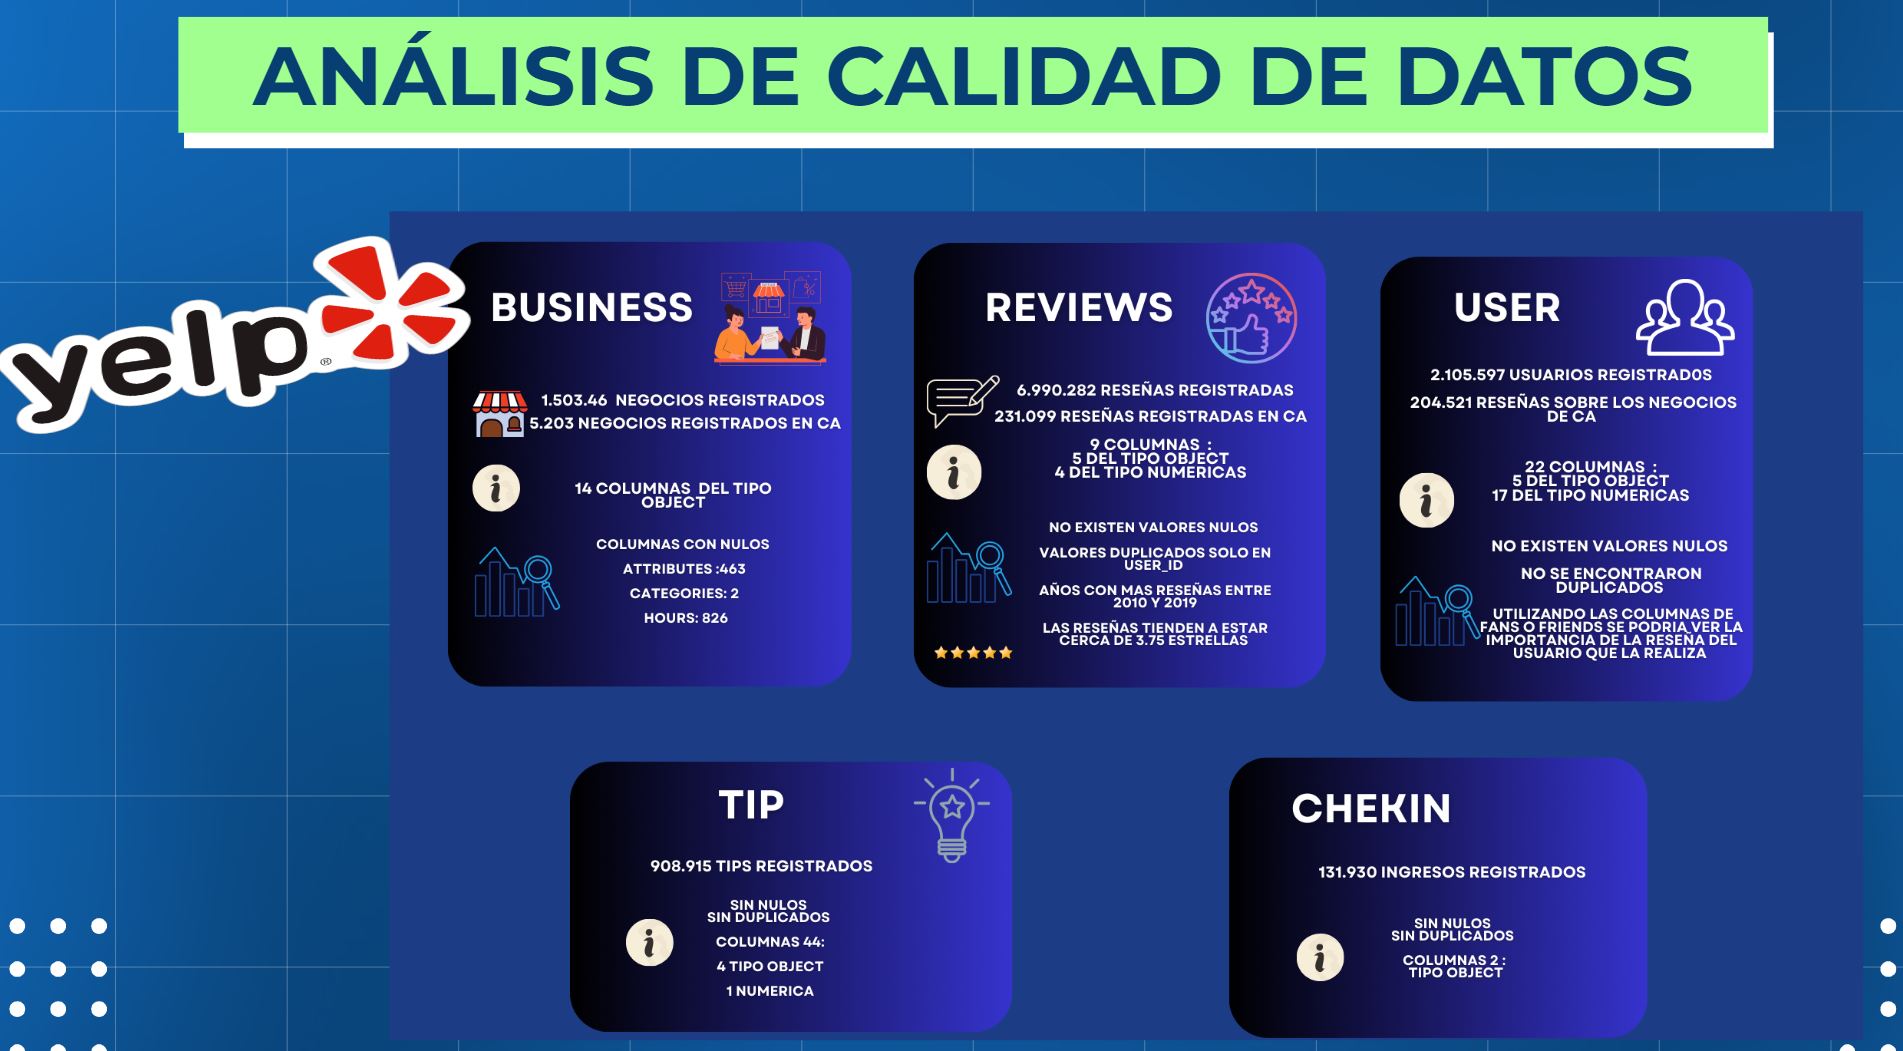 ANÁLISIS DE CALIDAD DE DATOS
yelp
®
BUSINESS
1.503.46 NEGOCIOS REGISTRADOS
5.203 NEGOCIOS REGISTRADOS EN CA
14 COLUMNAS DEL TIPO
OBJECT
COLUMNAS CON NULOS
ATTRIBUTES :463
CATEGORIES: 2
HOURS: 826
REVIEWS
6.990.282 RESEÑAS REGISTRADAS
231.099 RESEÑAS REGISTRADAS EN CA
9 COLUMNAS :
5 DEL TIPO OBJECT
4 DEL TIPO NUMERICAS
NO EXISTEN VALORES NULOS
VALORES DUPLICADOS SOLO EN
USER_ID
AÑOS CON MAS RESEÑAS ENTRE
2010 Y 2019
LAS RESEÑAS TIENDEN A ESTAR
CERCA DE 3.75 ESTRELLAS
USER
2.105.597 USUARIOS REGISTRAD0S
204.521 RESEÑAS SOBRE LOS NEGOCIOS
DE CA
22 COLUMNAS :
5 DEL TIPO OBJECT
17 DEL TIPO NUMERICAS
NO EXISTEN VALORES NULOS
NO SE ENCONTRARON
DUPLICADOS
UTILIZANDO LAS COLUMNAS DE
FANS O FRIENDS SE PODRIA VER LA
IMPORTANCIA DE LA RESEÑA DEL
USUARIO QUE LA REALIZA
TIP
908.915 TIPS REGISTRADOS
SIN NULOS
SIN DUPLICADOS
COLUMNAS 44:
4 TIPO OBJECT
1 NUMERICA
CHEKIN
131.930 INGRESOS REGISTRADOS
SIN NULOS
SIN DUPLICADOS
COLUMNAS 2 :
TIPO OBJECT